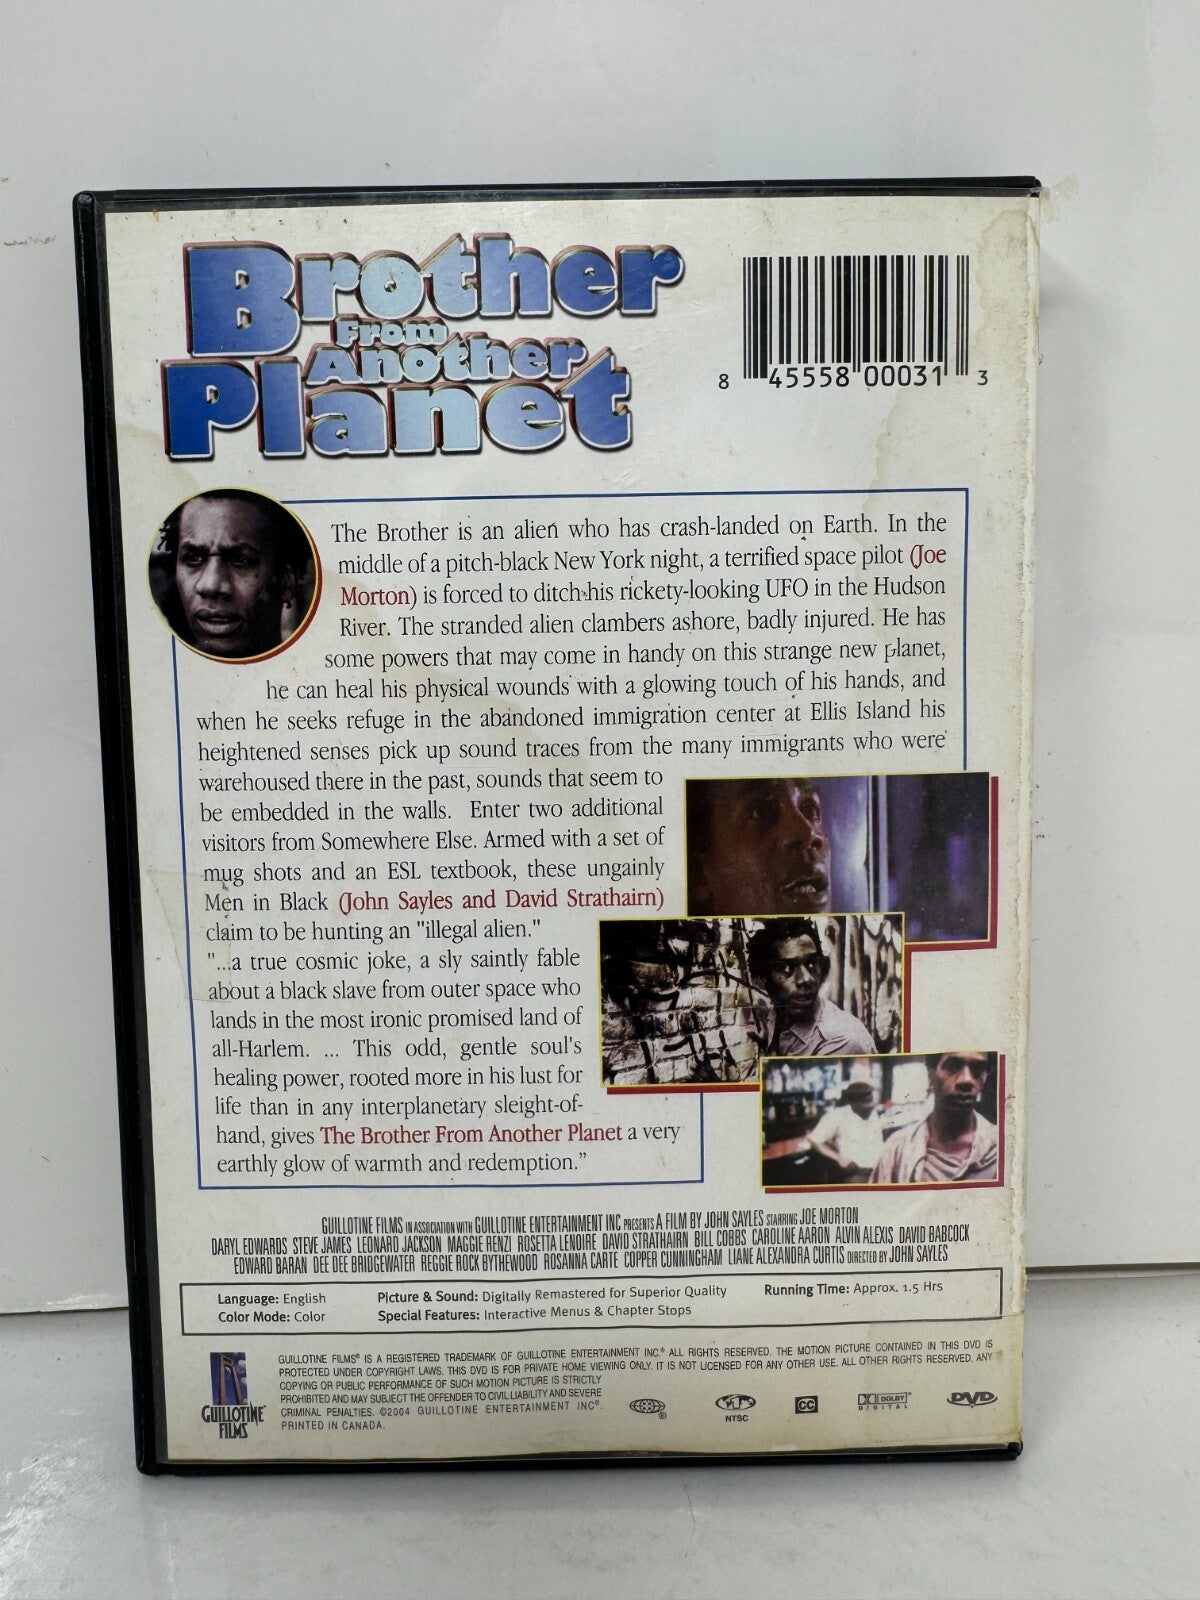 Brother
From
Another
Planet
8 45558 00031 3
The Brother is an alien who has crash-landed on Earth. In the
middle of a pitch-black New York night, a terrified space pilot (Joe
Morton) is forced to ditch his rickety-looking UFO in the Hudson
River. The stranded alien clambers ashore, badly injured. He has
some powers that may come in handy on this strange new planet,
he can heal his physical wounds with a glowing touch of his hands, and
when he seeks refuge in the abandoned immigration center at Ellis Island his
heightened senses pick up sound traces from the many immigrants who were
warehoused there in the past, sounds that seem to
be embedded in the walls. Enter two additional
visitors from Somewhere Else. Armed with a set of
mug shots and an ESL textbook, these ungainly
Men in Black (John Sayles and David Strathairn)
claim to be hunting an "illegal alien."
"...a true cosmic joke, a sly saintly fable
about a black slave from outer space who
lands in the most ironic promised land of
all-Harlem. ... This odd, gentle soul's
healing power, rooted more in his lust for
life than in any interplanetary sleight-of-
hand, gives The Brother From Another Planet a very
earthly glow of warmth and redemption.”
GUILLOTINE FILMS IN ASSOCIATION WITH GUILLOTINE ENTERTAINMENT INC PRESENTS A FILM BY JOHN SAYLES STARRING JOE MORTON
DARYL EDWARDS STEVE JAMES LEONARD JACKSON MAGGIE RENZI ROSETTA LENOIRE DAVID STRATHAIRN BILL COBBS CAROLINE AARON ALVIN ALEXIS DAVID BABCOCK
EDWARD BARAN DEE DEE BRIDGEWATER REGGIE ROCK BYTHEWOOD ROSANNA CARTE COPPER CUNNINGHAM LIANE ALEXANDRA CURTIS DIRECTED BY JOHN SAYLES
Language: English Picture & Sound: Digitally Remastered for Superior Quality Running Time: Approx. 1.5 Hrs
Color Mode: Color Special Features: Interactive Menus & Chapter Stops
GUILLOTINE FILMS
GUILLOTINE FILMS® IS A REGISTERED TRADEMARK OF GUILLOTINE ENTERTAINMENT INC.® ALL RIGHTS RESERVED. THE MOTION PICTURE CONTAINED IN THIS DVD IS
PROTECTED UNDER COPYRIGHT LAWS. THIS DVD IS FOR PRIVATE HOME VIEWING ONLY. IT IS NOT LICENSED FOR ANY OTHER USE. ALL OTHER RIGHTS RESERVED. ANY
COPYING OR PUBLIC PERFORMANCE OF SUCH MOTION PICTURE IS STRICTLY
PROHIBITED AND MAY SUBJECT THE OFFENDER TO CIVIL LIABILITY AND SEVERE
CRIMINAL PENALTIES. ©2004 GUILLOTINE ENTERTAINMENT INC®.
PRINTED IN CANADA.
®
NTSC
CC
DOLBY
DIGITAL
DVD